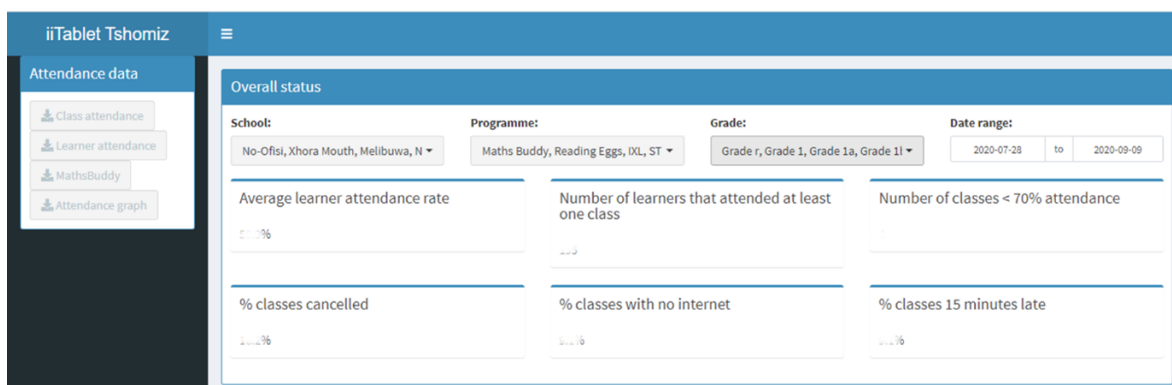 iiTablet Tshomiz
Attendance data
Class attendance
Learner attendance
MathsBuddy
Attendance graph
Overall status
School:
Programme:
Grade:
Date range:
No-Ofisi, Xhora Mouth, Melibuwa, N
Maths Buddy, Reading Eggs, IXL, ST
Grade r, Grade 1, Grade 1a, Grade 1
2020-07-28 to 2020-09-09
Average learner attendance rate
%
Number of learners that attended at least
one class
Number of classes < 70% attendance
% classes cancelled
%
% classes with no internet
%
% classes 15 minutes late
%